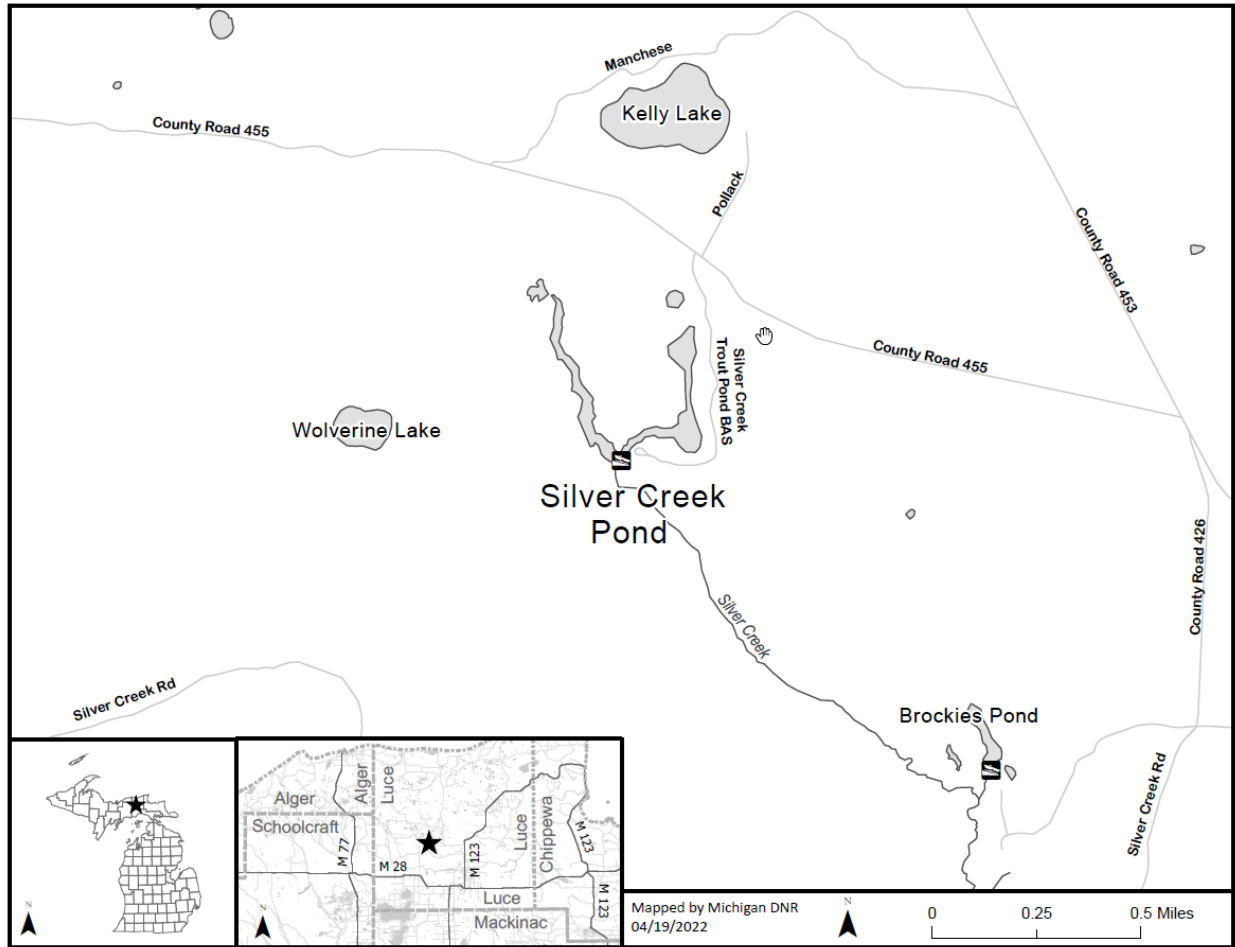 Manchese
Kelly Lake
County Road 455
Pollack
County Road 453
Silver Creek
Trout Pond BAS
County Road 455
Wolverine Lake
Silver Creek
Pond
County Road 426
Silver Creek
Silver Creek Rd
Brockies Pond
Silver Creek Rd
N
Alger
Alger
Luce
Schoolcraft
M 77
M 28
M 123
Luce
Chippewa
M 123
Luce
Mackinac
M 123
N
Mapped by Michigan DNR
04/19/2022
N
0 0.25 0.5 Miles